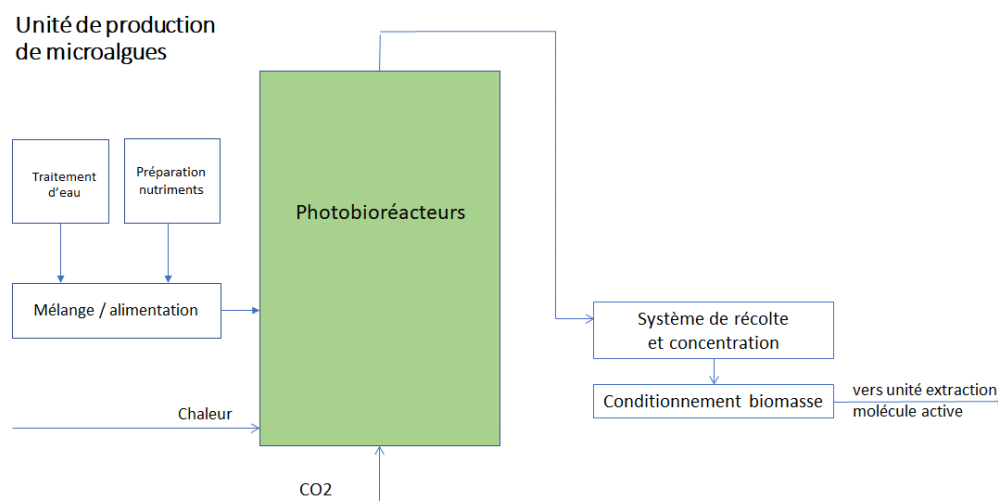 Unité de production
de microalgues
Traitement
d’eau
Préparation
nutriments
Mélange / alimentation
Photobioréacteurs
Chaleur
CO2
Système de récolte
et concentration
Conditionnement biomasse
vers unité extraction
molécule active